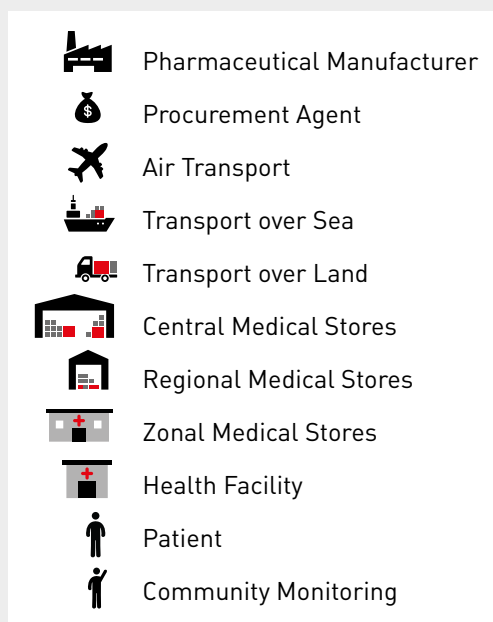 Pharmaceutical Manufacturer
$
Procurement Agent
Air Transport
Transport over Sea
Transport over Land
Central Medical Stores
Regional Medical Stores
Zonal Medical Stores
Health Facility
Patient
Community Monitoring